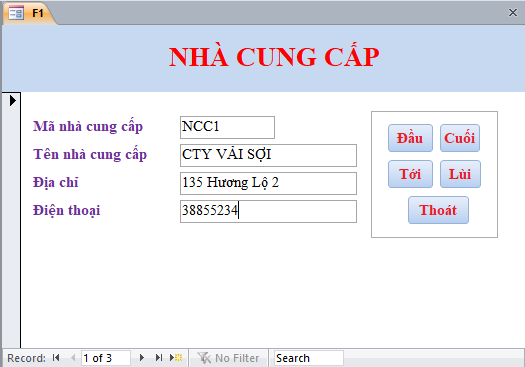 F1
NHÀ CUNG CẤP
Mã nhà cung cấp NCC1
Tên nhà cung cấp CTY VẢI SỢI
Địa chỉ 135 Hương Lộ 2
Điện thoại 38855234
Đầu Cuối
Tới Lùi
Thoát
Record: 1 of 3 No Filter Search